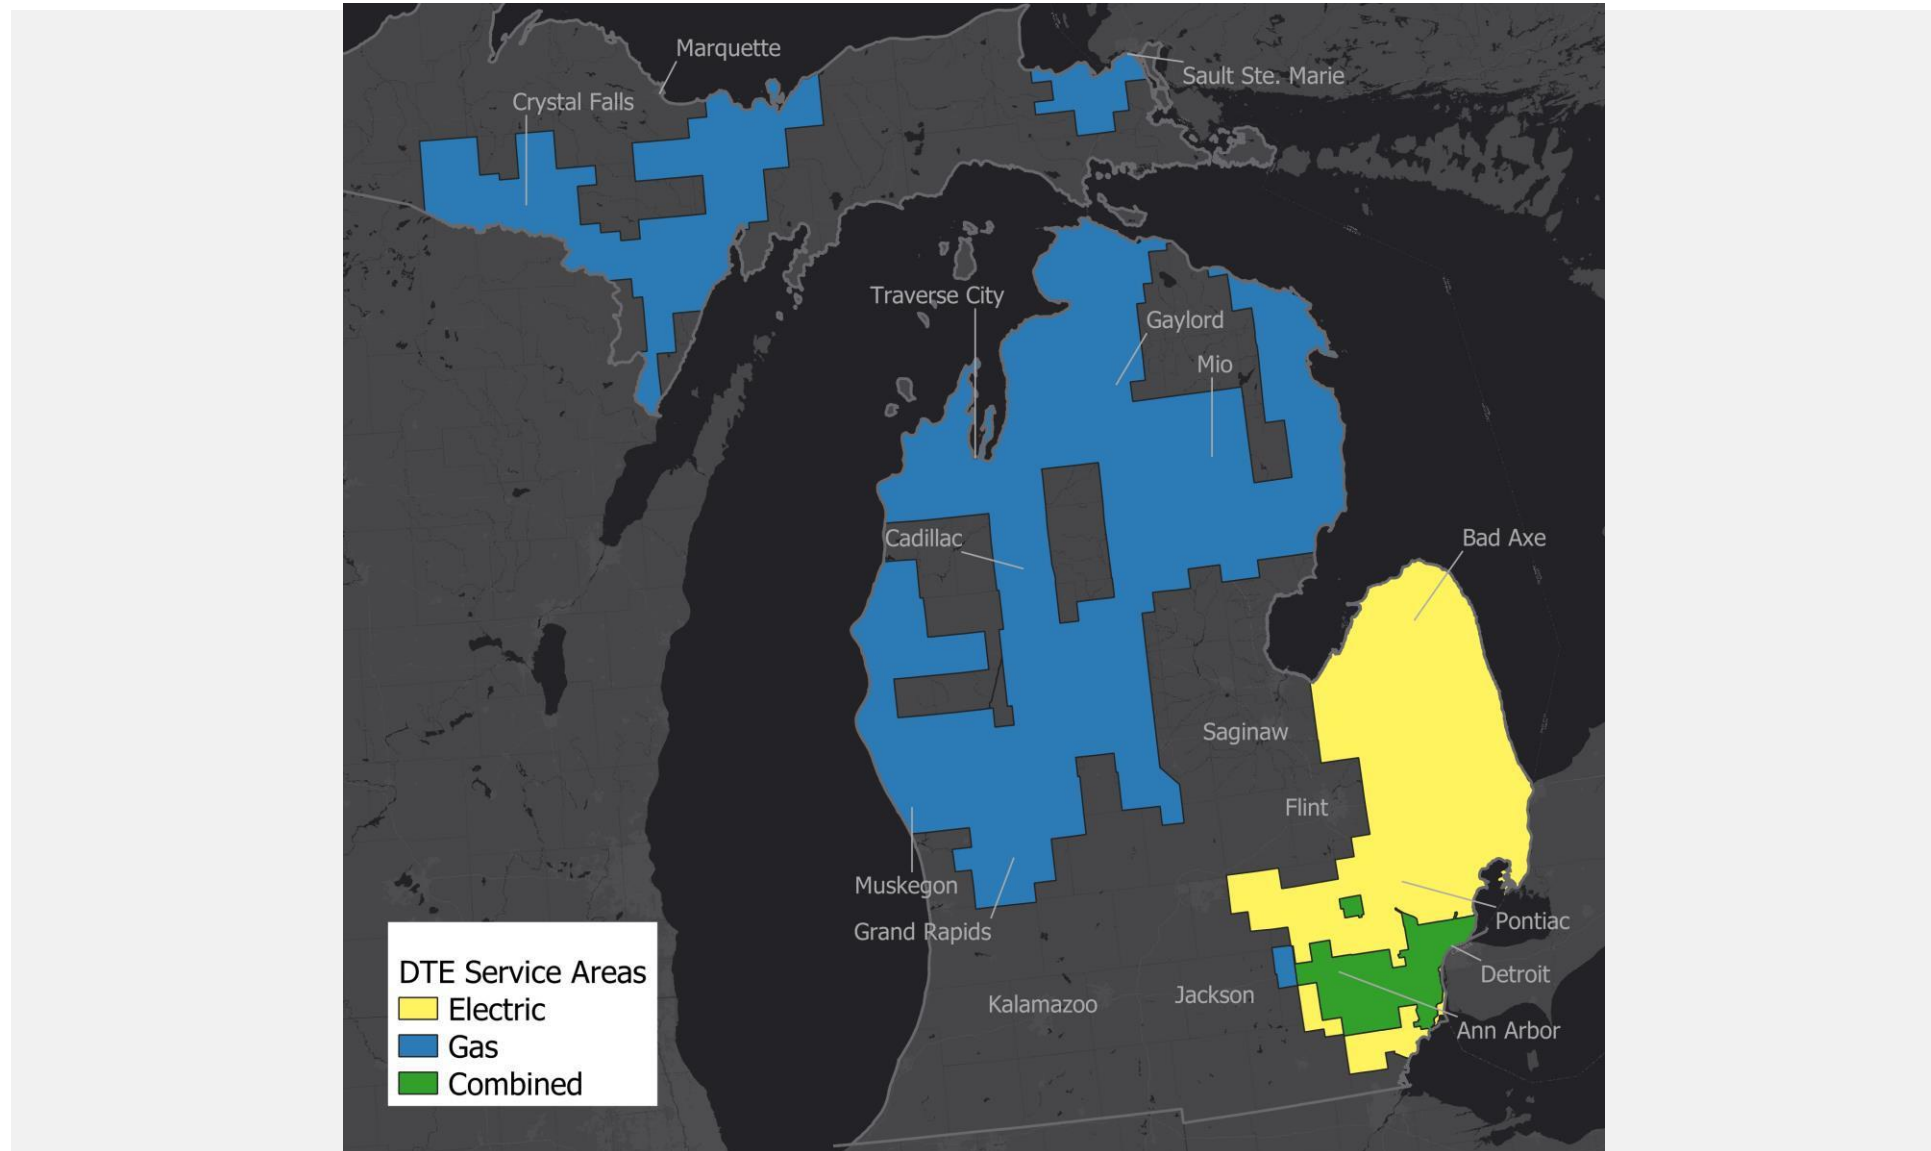 Marquette
Sault Ste. Marie
Crystal Falls
Traverse City
Gaylord
Mio
Cadillac
Bad Axe
Saginaw
Flint
Muskegon
Grand Rapids
Pontiac
Detroit
Kalamazoo
Jackson
Ann Arbor
DTE Service Areas
Electric
Gas
Combined